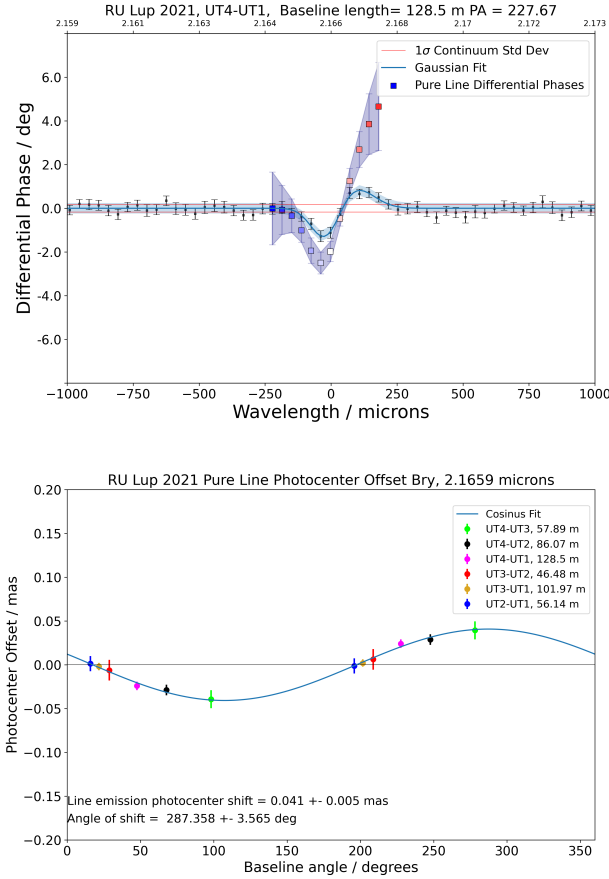 RU Lup 2021, UT4-UT1,  Baseline length= 128.5 m PA = 227.67
2.159 2.161 2.163 2.164 2.166 2.168 2.17 2.172 2.173
1σ Continuum Std Dev
Gaussian Fit
Pure Line Differential Phases
Differential Phase / deg
6.0
4.0
2.0
0.0
−2.0
-4.0
-6.0
−1000 −750 −500 −250 0 250 500 750 1000
Wavelength / microns
RU Lup 2021 Pure Line Photocenter Offset Brγ, 2.1659 microns
Cosinus Fit
UT4-UT3, 57.89 m
UT4-UT2, 86.07 m
UT4-UT1, 128.5 m
UT3-UT2, 46.48 m
UT3-UT1, 101.97 m
UT2-UT1, 56.14 m
Photocenter Offset / mas
0.20
0.15
0.10
0.05
0.00
−0.05
−0.10
−0.15
−0.20
Line emission photocenter shift = 0.041 +- 0.005 mas
Angle of shift =  287.358 +- 3.565 deg
0 50 100 150 200 250 300 350
Baseline angle / degrees